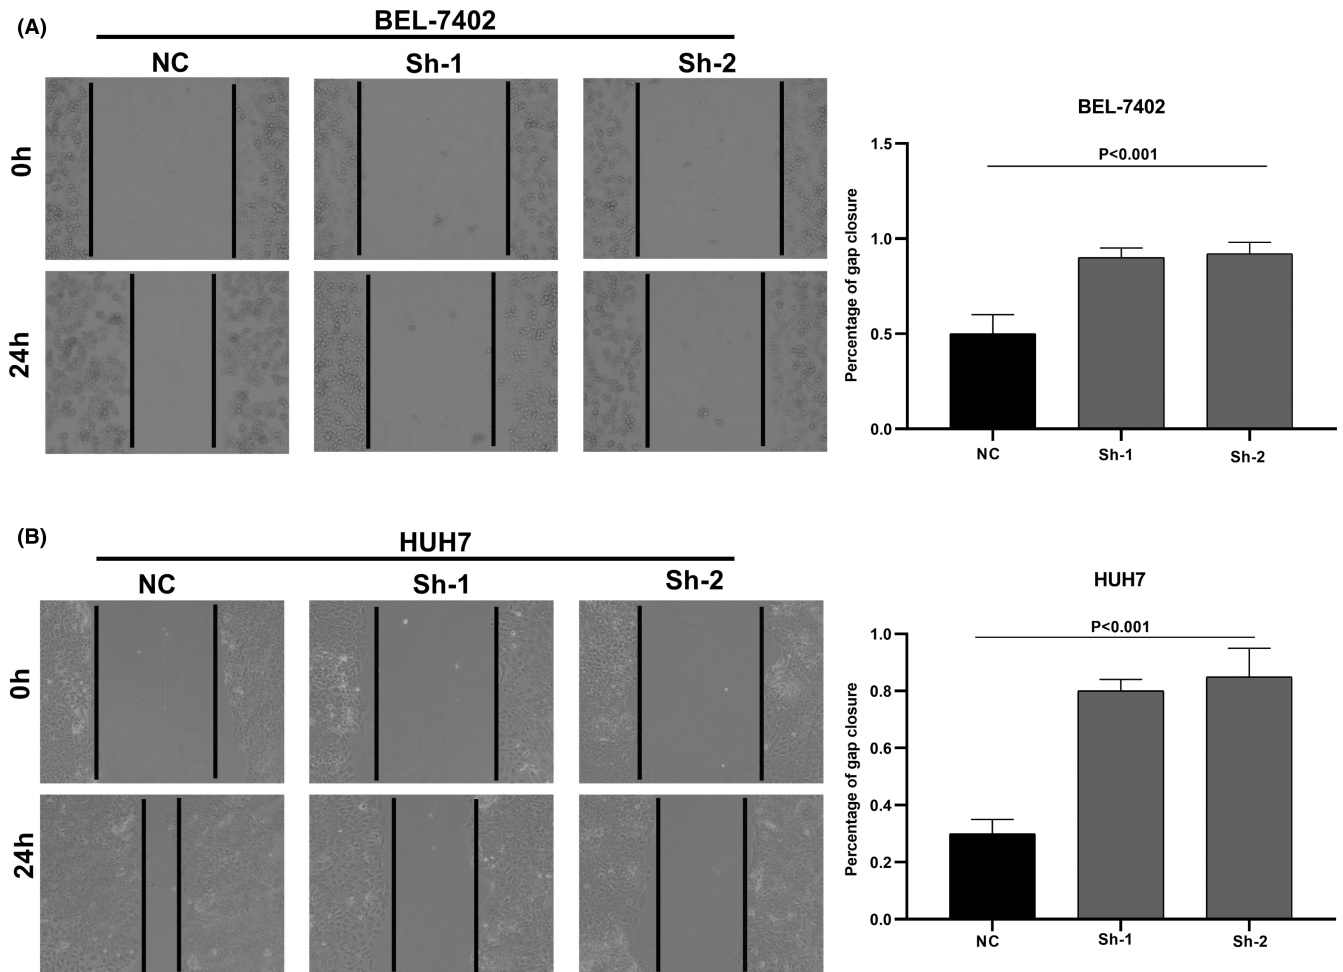 (A)
BEL-7402
NC Sh-1 Sh-2
0h
24h
BEL-7402
Percentage of gap closure
1.5
1.0
0.5
0.0
P<0.001
NC Sh-1 Sh-2
(B)
HUH7
NC Sh-1 Sh-2
0h
24h
HUH7
Percentage of gap closure
1.0
0.8
0.6
0.4
0.2
0.0
P<0.001
NC Sh-1 Sh-2